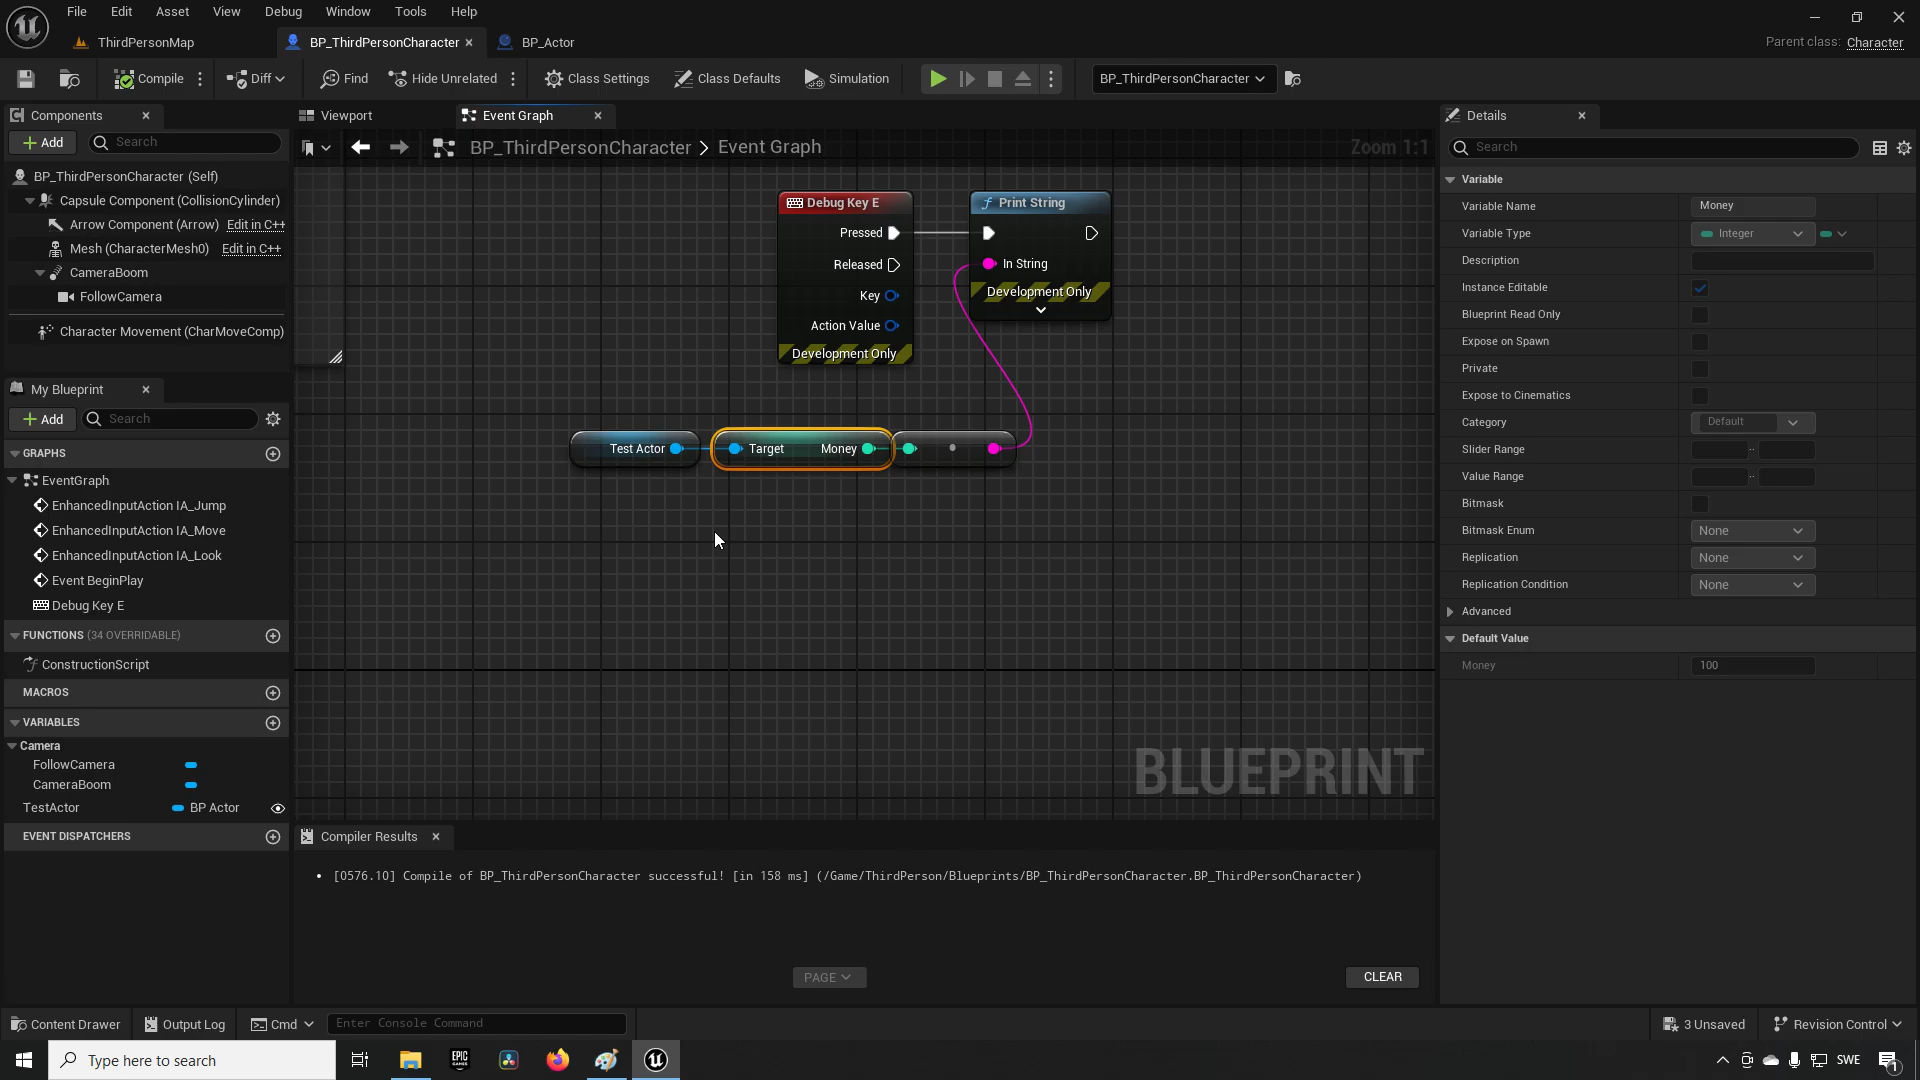 File Edit Asset View Debug Window Tools Help
ThirdPersonMap BP_ThirdPersonCharacter BP_Actor
Parent class: Character
Compile Diff Find Hide Unrelated Class Settings Class Defaults Simulation BP_ThirdPersonCharacter
Components
Add Search
BP_ThirdPersonCharacter (Self)
Capsule Component (CollisionCylinder)
Arrow Component (Arrow) Edit in C++
Mesh (CharacterMesh0) Edit in C++
CameraBoom
FollowCamera
Character Movement (CharMoveComp)
My Blueprint
Add Search
GRAPHS
EventGraph
EnhancedInputAction IA_Jump
EnhancedInputAction IA_Move
EnhancedInputAction IA_Look
Event BeginPlay
Debug Key E
FUNCTIONS (34 OVERRIDABLE)
ConstructionScript
MACROS
VARIABLES
Camera
FollowCamera
CameraBoom
TestActor BP Actor
EVENT DISPATCHERS
Viewport Event Graph
BP_ThirdPersonCharacter > Event Graph
Zoom 1:1
Debug Key E
Pressed
Released
Key
Action Value
Development Only
Print String
In String
Development Only
Test Actor
Target Money
BLUEPRINT
Compiler Results
[0576.10] Compile of BP_ThirdPersonCharacter successful! [in 158 ms] (/Game/ThirdPerson/Blueprints/BP_ThirdPersonCharacter.BP_ThirdPersonCharacter)
PAGE
CLEAR
Details
Search
Variable
Variable Name Money
Variable Type Integer
Description
Instance Editable
Blueprint Read Only
Expose on Spawn
Private
Expose to Cinematics
Category Default
Slider Range
Value Range
Bitmask
Bitmask Enum None
Replication None
Replication Condition None
Advanced
Default Value
Money 100
Content Drawer Output Log Cmd Enter Console Command 3 Unsaved Revision Control
Type here to search
EPIC GAMES
SWE
1